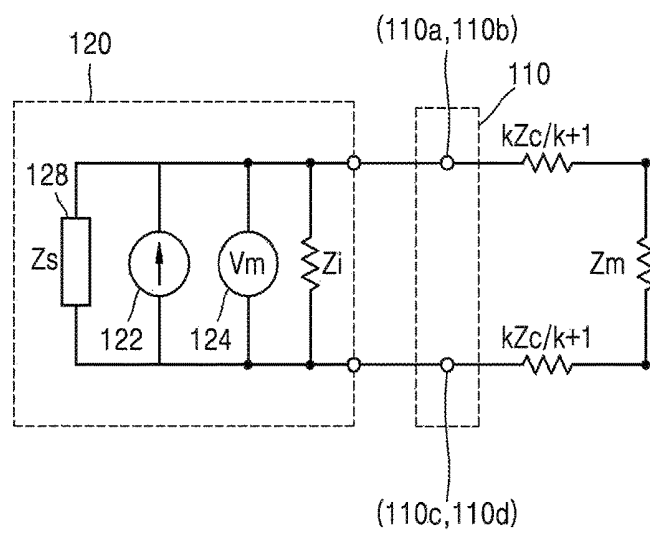 120
(110a,110b)
110
kZc/k+1
128
Zs
Vm
Zi
Zm
122
124
kZc/k+1
(110c,110d)